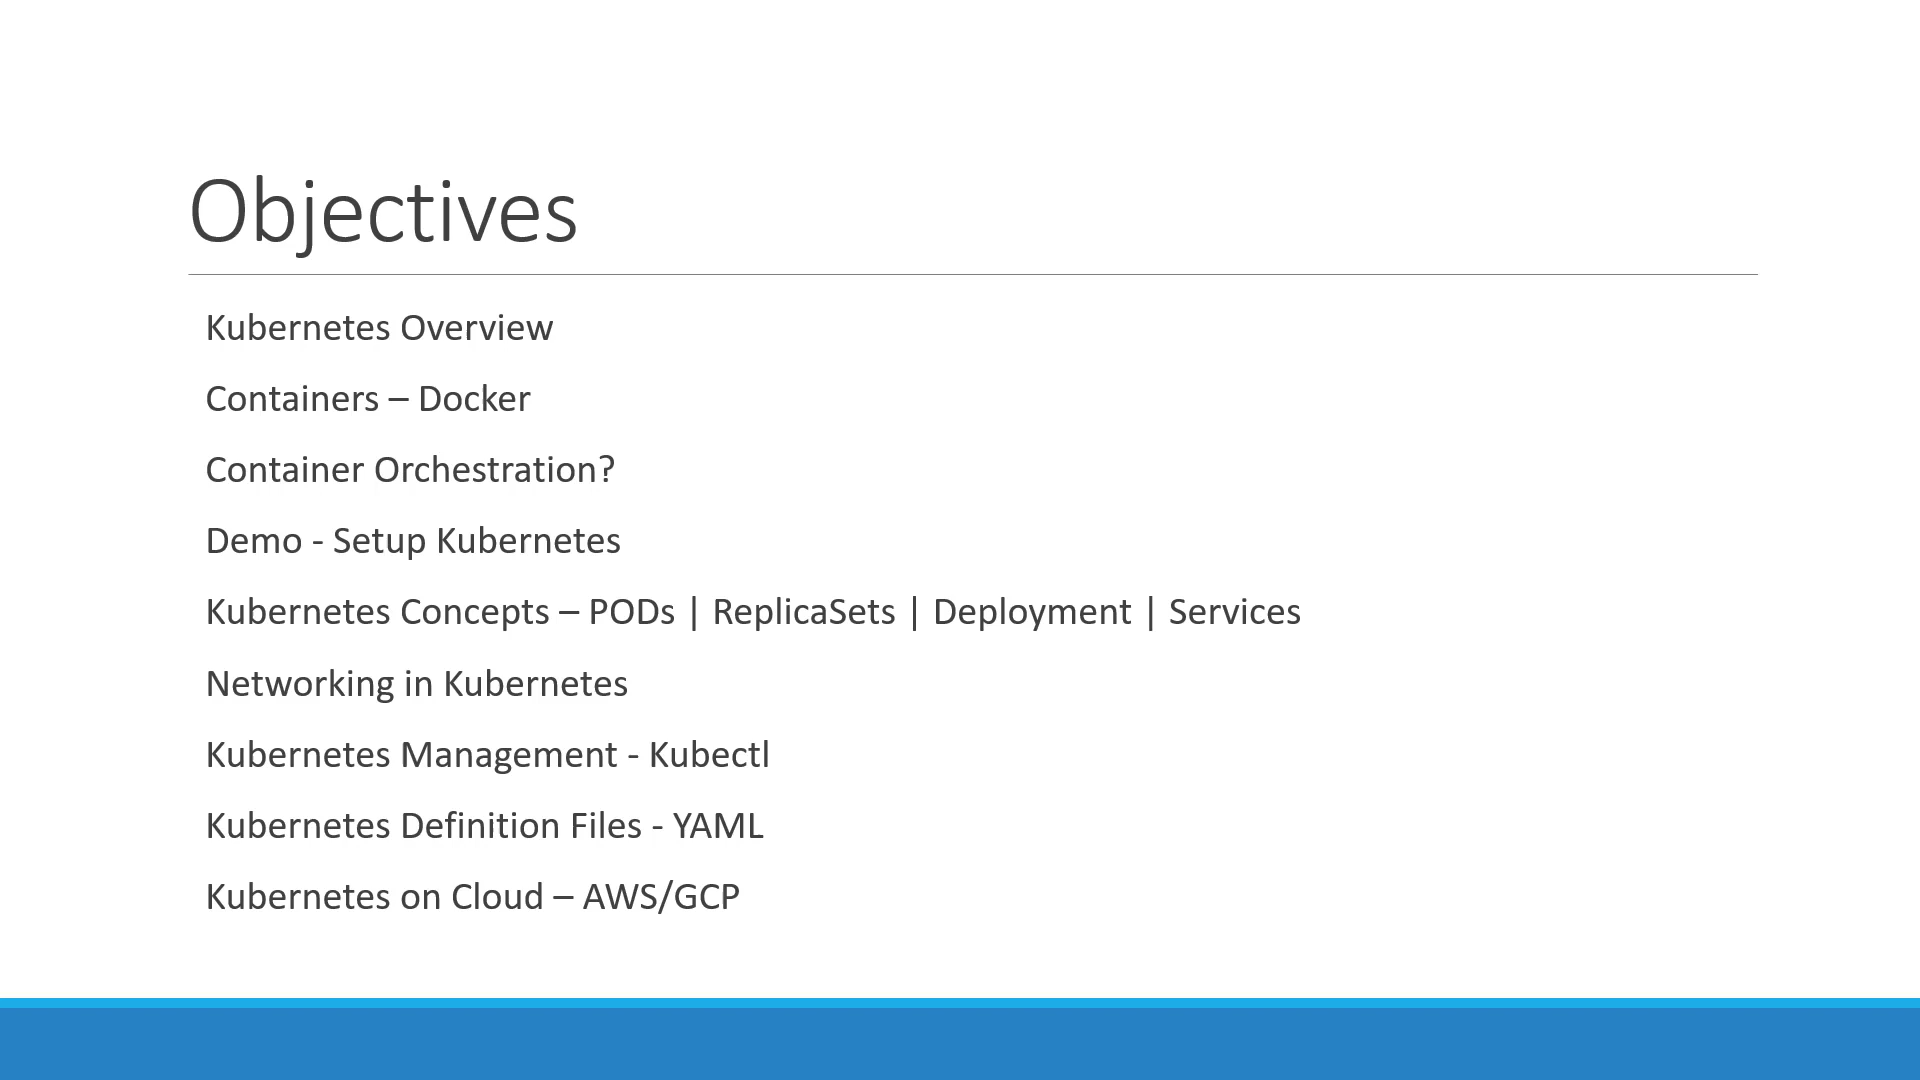 Objectives
Kubernetes Overview
Containers – Docker
Container Orchestration?
Demo - Setup Kubernetes
Kubernetes Concepts – PODs | ReplicaSets | Deployment | Services
Networking in Kubernetes
Kubernetes Management - Kubectl
Kubernetes Definition Files - YAML
Kubernetes on Cloud – AWS/GCP